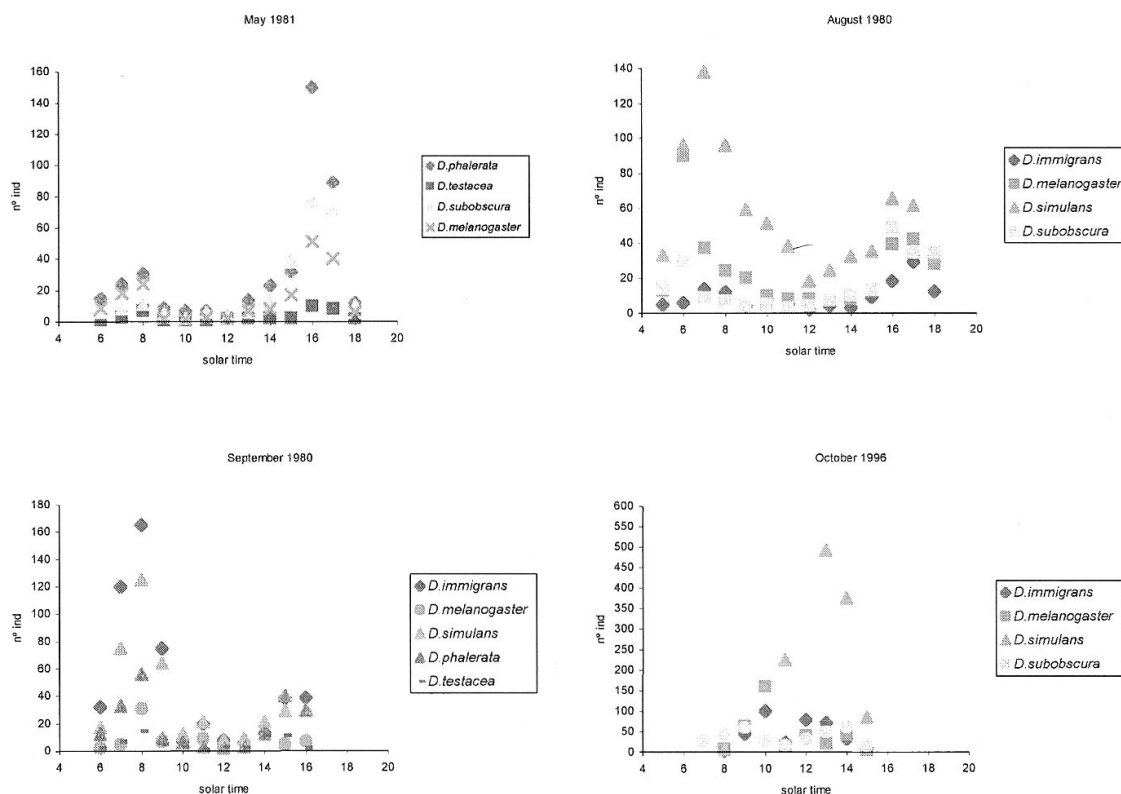 May 1981
160
140
120
100
80
60
40
20
0
nº ind
4 6 8 10 12 14 16 18 20
solar time
D.phalerata
D.testacea
D.subobscura
D.melanogaster
August 1980
140
120
100
80
60
40
20
0
nº ind
4 6 8 10 12 14 16 18 20
solar time
D.immigrans
D.melanogaster
D.simulans
D.subobscura
September 1980
180
160
140
120
100
80
60
40
20
0
nº ind
4 6 8 10 12 14 16 18 20
solar time
D.immigrans
D.melanogaster
D.simulans
D.phalerata
D.testacea
October 1996
600
550
500
450
400
350
300
250
200
150
100
50
0
nº ind
4 6 8 10 12 14 16 18 20
solar time
D.immigrans
D.melanogaster
D.simulans
D.subobscura